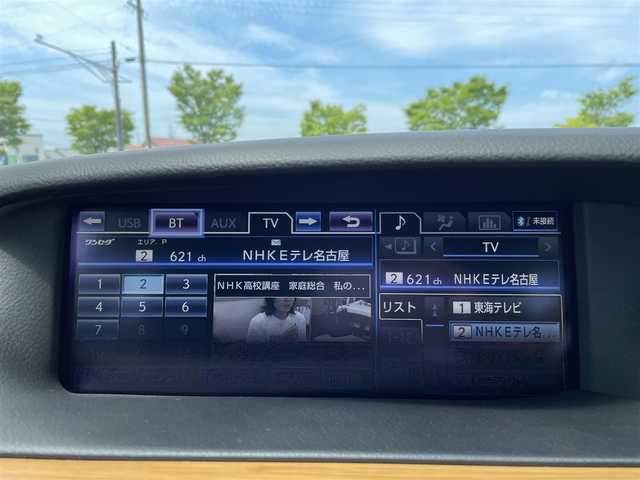 USB BT AUX TV
未接続
ワンセグ エリア. P
2 621 ch NHKEテレ名古屋
TV
1 2 3
4 5 6
7 8 9
NHK高校講座 家庭総合 私の...
2 621 ch NHKEテレ名古屋
リスト
1 東海テレビ
2 NHKEテレ名...
1-12